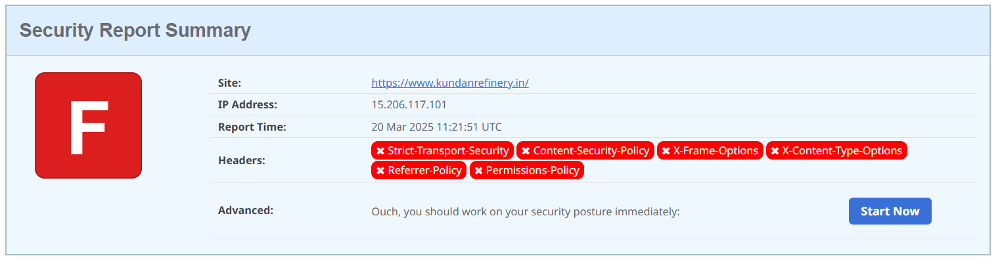 Security Report Summary
F
Site: https://www.kundanrefinery.in/
IP Address: 15.206.117.101
Report Time: 20 Mar 2025 11:21:51 UTC
Headers: ✖ Strict-Transport-Security ✖ Content-Security-Policy ✖ X-Frame-Options ✖ X-Content-Type-Options
✖ Referrer-Policy ✖ Permissions-Policy
Advanced: Ouch, you should work on your security posture immediately: Start Now